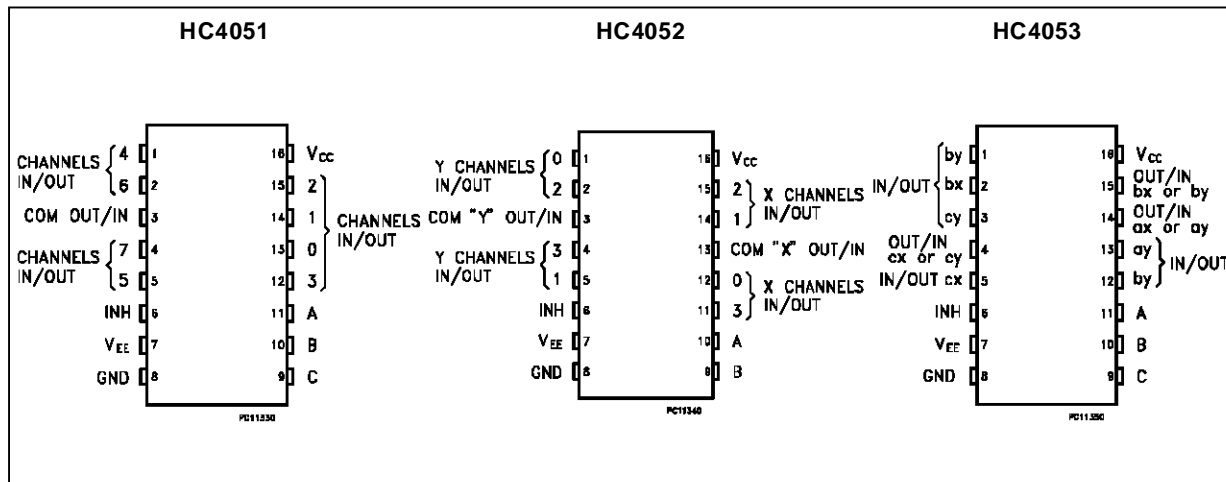 HC4051
CHANNELS IN/OUT
4
6
COM OUT/IN
CHANNELS IN/OUT
7
5
INH
VEE
GND
1
2
3
4
5
6
7
8
16
15
14
13
12
11
10
9
VCC
2
1
0
3
CHANNELS IN/OUT
A
B
C
PC11330
HC4052
Y CHANNELS IN/OUT
0
2
COM "Y" OUT/IN
Y CHANNELS IN/OUT
3
1
INH
VEE
GND
1
2
3
4
5
6
7
8
16
15
14
13
12
11
10
9
VCC
2
1
X CHANNELS IN/OUT
COM "X" OUT/IN
0
3
X CHANNELS IN/OUT
A
B
PC11340
HC4053
IN/OUT
by
bx
cy
OUT/IN
cx or cy
IN/OUT cx
INH
VEE
GND
1
2
3
4
5
6
7
8
16
15
14
13
12
11
10
9
VCC
OUT/IN
bx or by
OUT/IN
ax or ay
ay
by
IN/OUT
A
B
C
PC11350